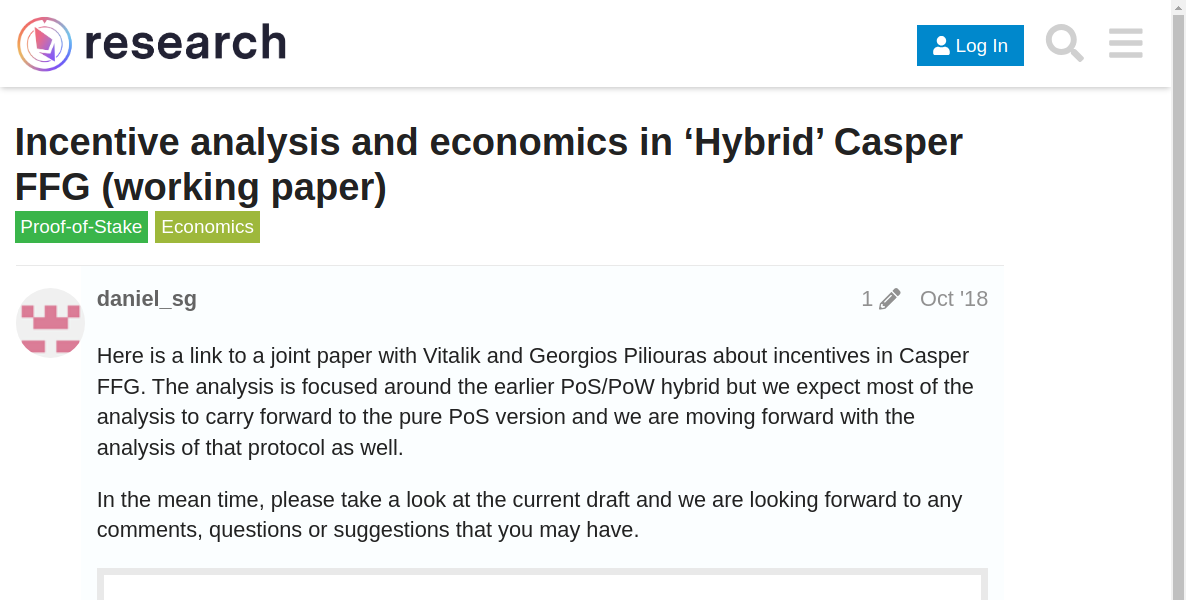 research
Log In
Incentive analysis and economics in ‘Hybrid’ Casper
FFG (working paper)
Proof-of-Stake Economics
daniel_sg
1 Oct '18
Here is a link to a joint paper with Vitalik and Georgios Piliouras about incentives in Casper
FFG. The analysis is focused around the earlier PoS/PoW hybrid but we expect most of the
analysis to carry forward to the pure PoS version and we are moving forward with the
analysis of that protocol as well.
In the mean time, please take a look at the current draft and we are looking forward to any
comments, questions or suggestions that you may have.